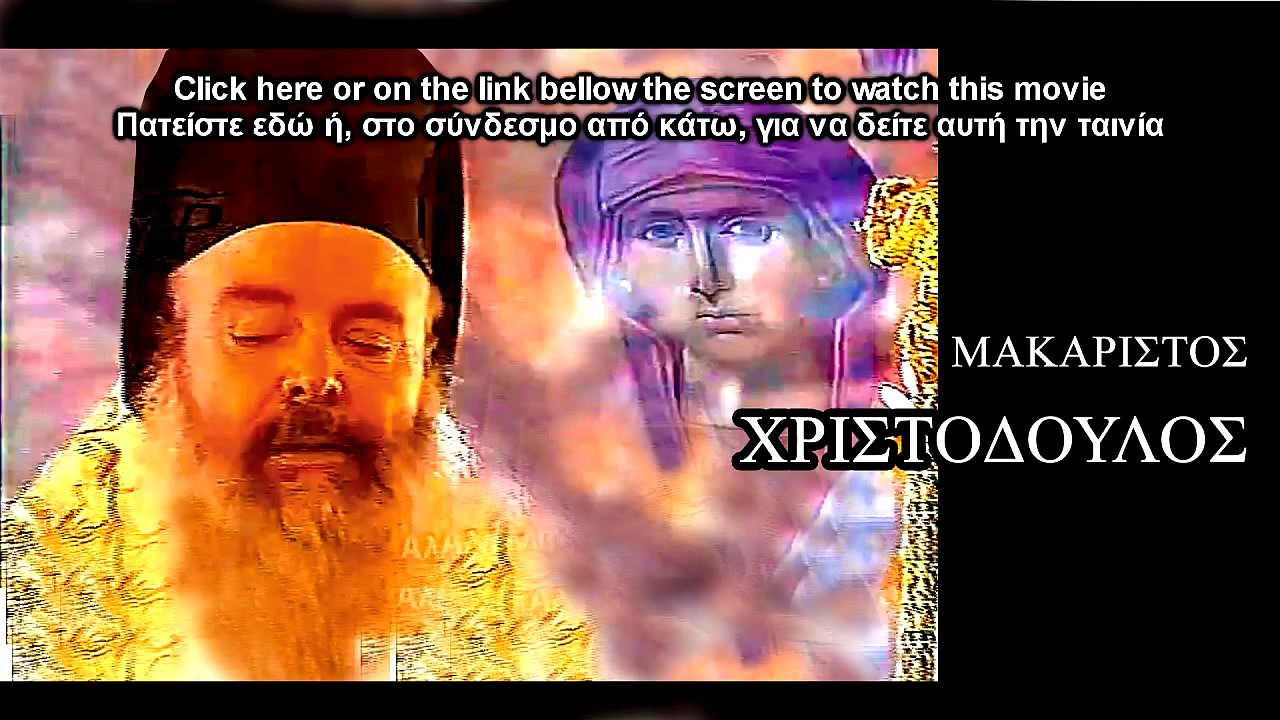 Click here or on the link bellow the screen to watch this movie
Πατείστε εδώ ή, στο σύνδεσμο από κάτω, για να δείτε αυτή την ταινία
ΜΑΚΑΡΙΣΤΟΣ
ΧΡΙΣΤΟΔΟΥΛΟΣ